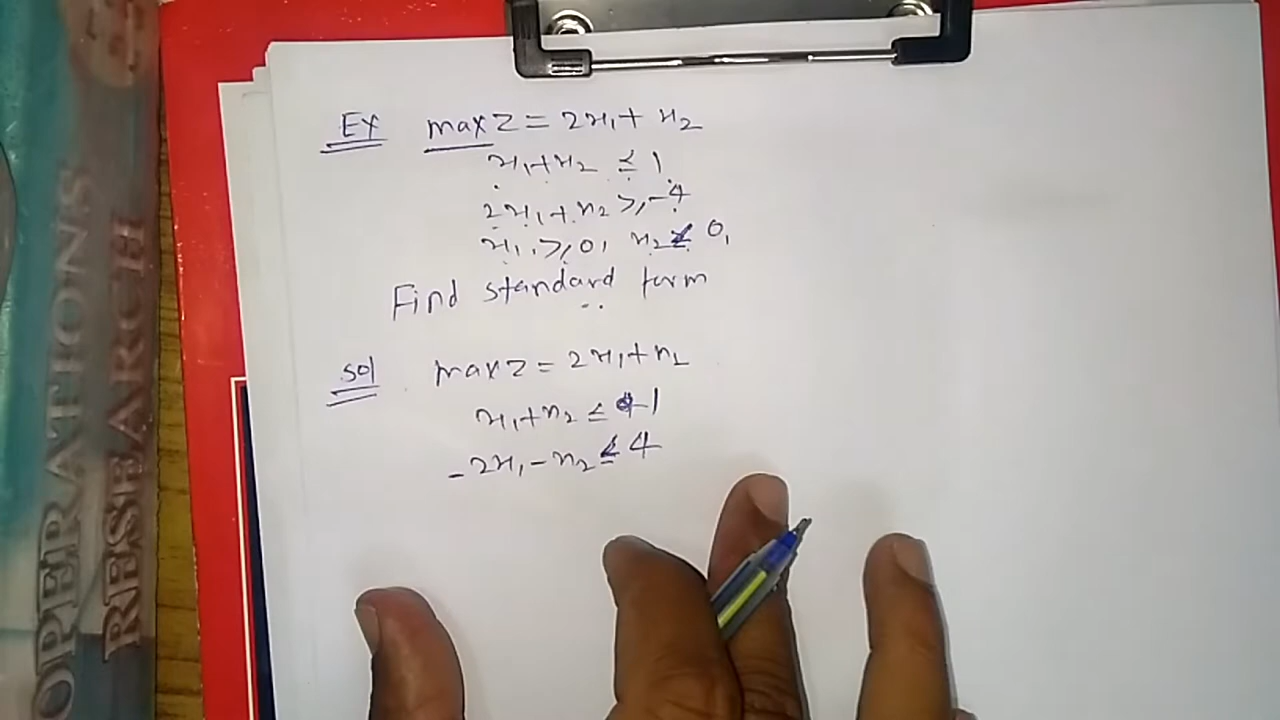 Ex max Z = 2x₁ + x₂
x₁ + x₂ ≤ 1
2x₁ + x₂ ≥ -4
x₁ ≥ 0, x₂ ≤ 0,
Find standard form
Sol max Z = 2x₁ + x₂
x₁ + x₂ ≤ 1
-2x₁ - x₂ ≤ 4
OPERATIONS
RESEARCH